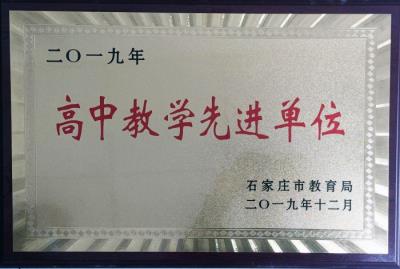 二〇一九年
高中教学先进单位
石家庄市教育局
二〇一九年十二月